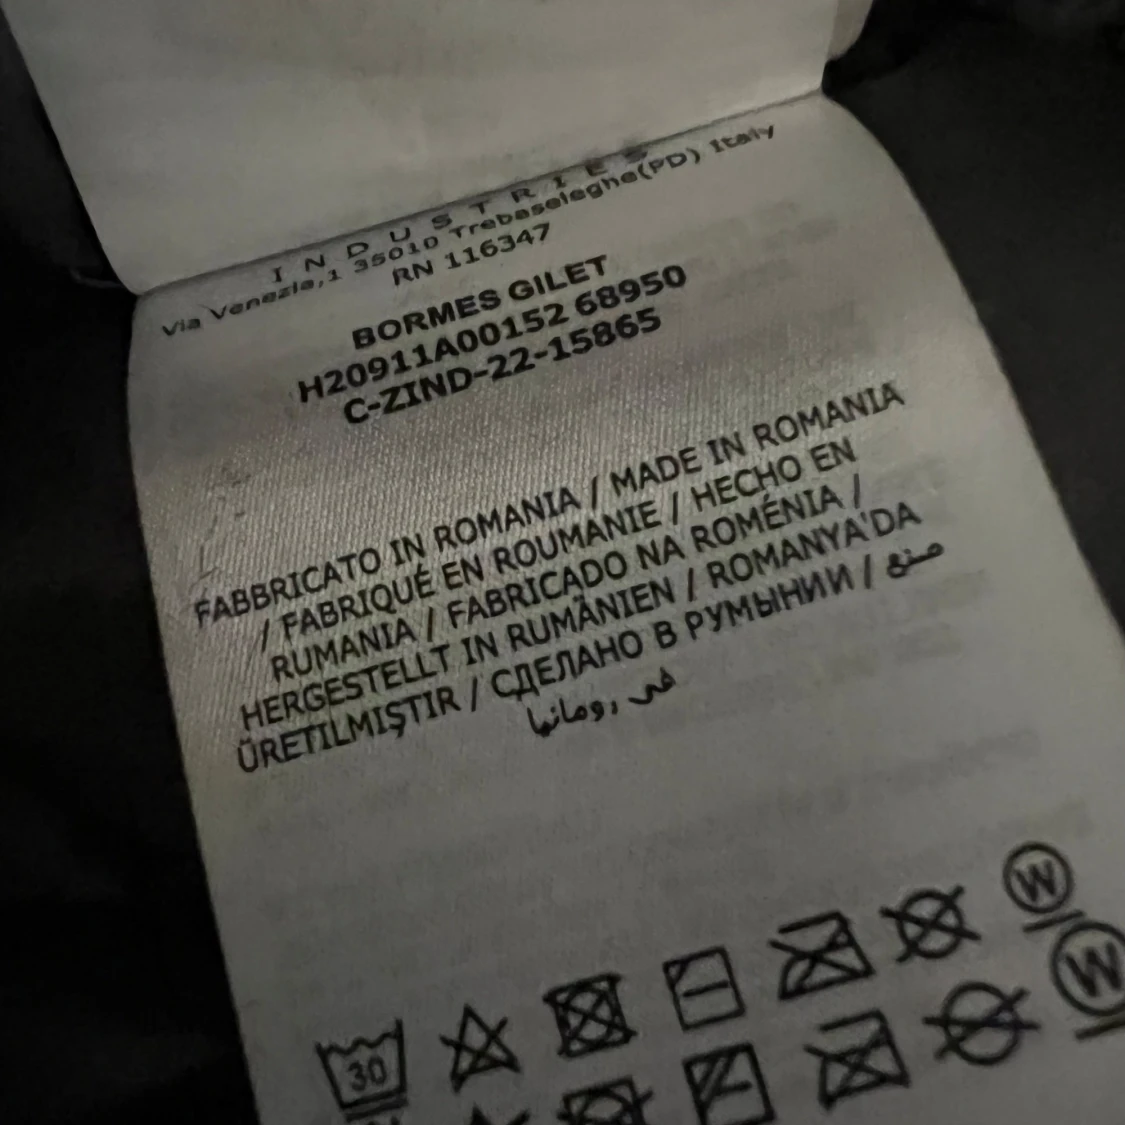 INDUSTRIES
Via Venezia,1 35010 Trebaseleghe(PD) Italy
RN 116347
BORMES GILET
H20911A00152 68950
C-ZIND-22-15865
FABBRICATO IN ROMANIA / MADE IN ROMANIA
/ FABRIQUÉ EN ROUMANIE / HECHO EN
RUMANIA / FABRICADO NA ROMÉNIA /
HERGESTELLT IN RUMÄNIEN / ROMANYA'DA
ÜRETILMIŞTIR / СДЕЛАНО В РУМЫНИИ / صنع
في رومانيا
30
W
W